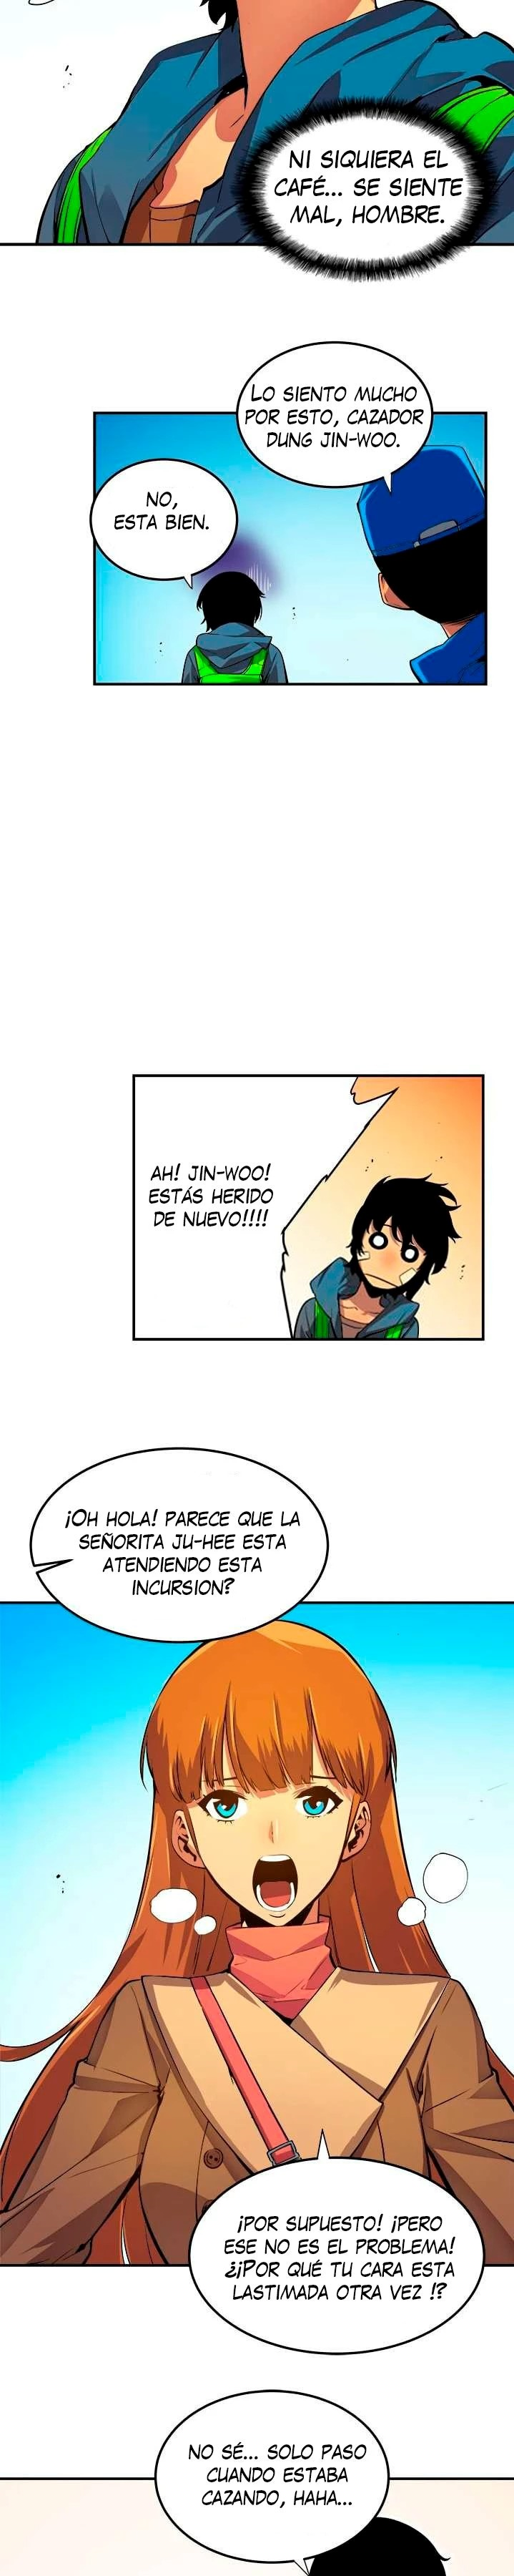 NI SIQUIERA EL
CAFÉ... SE SIENTE
MAL, HOMBRE.
LO SIENTO MUCHO
POR ESTO, CAZADOR
DUNG JIN-WOO.
NO,
ESTA BIEN.
AH! JIN-WOO!
ESTÁS HERIDO
DE NUEVO!!!!
¡OH HOLA! PARECE QUE LA
SEÑORITA JU-HEE ESTA
ATENDIENDO ESTA
INCURSION?
¡POR SUPUESTO! ¡PERO
ESE NO ES EL PROBLEMA!
¿¡POR QUÉ TU CARA ESTA
LASTIMADA OTRA VEZ !?
NO SÉ... SOLO PASO
CUANDO ESTABA
CAZANDO, HAHA...